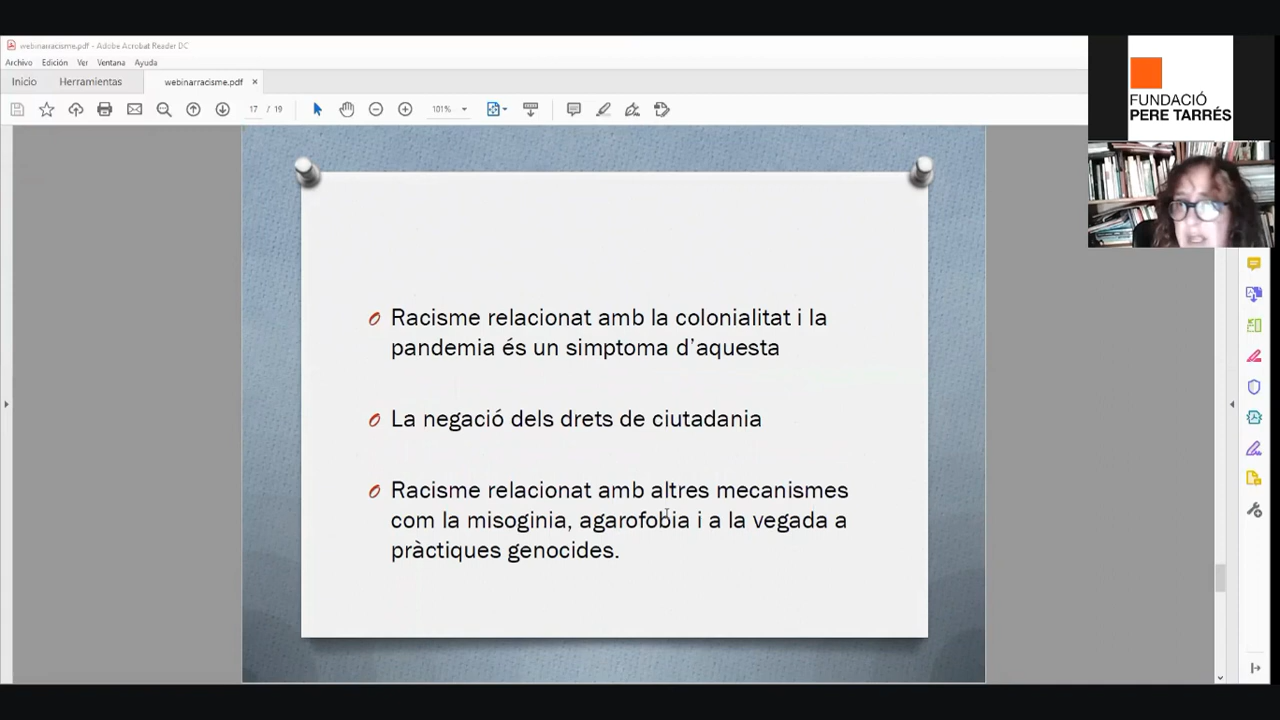 webinarracisme.pdf - Adobe Acrobat Reader DC
Archivo Edición Ver Ventana Ayuda
Inicio Herramientas webinarracisme.pdf ×
17 / 19 101%
FUNDACIÓ
PERE TARRÉS
Racisme relacionat amb la colonialitat i la
pandemia és un simptoma d’aquesta
La negació dels drets de ciutadania
Racisme relacionat amb altres mecanismes
com la misoginia, agarofobia i a la vegada a
pràctiques genocides.